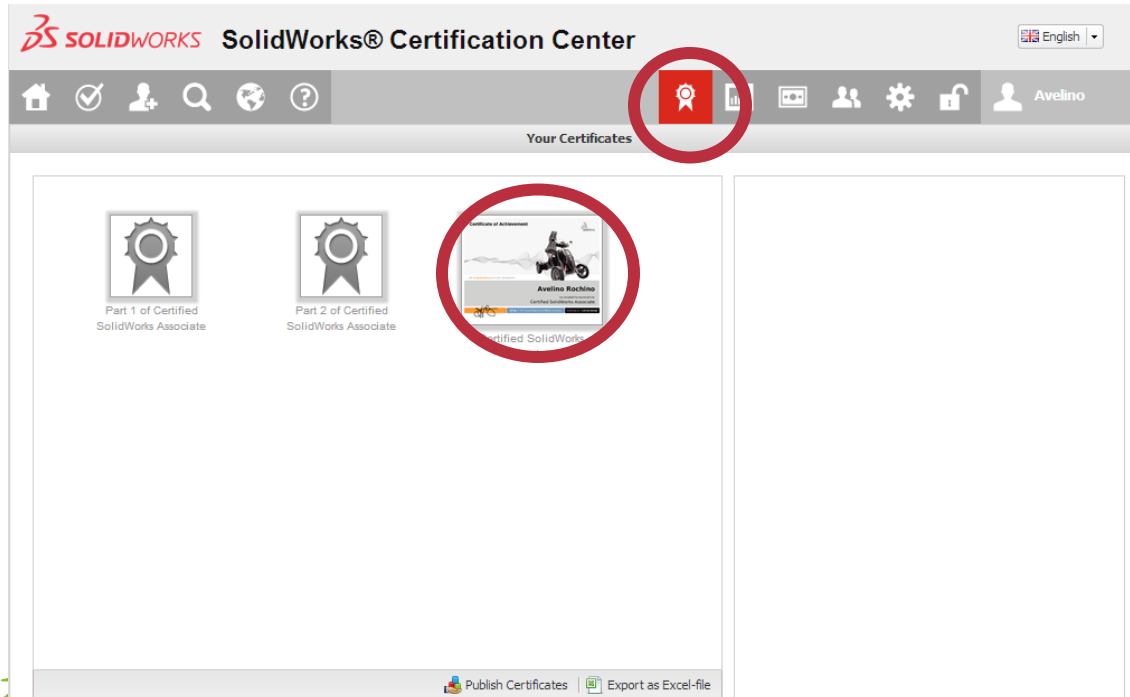 SOLIDWORKS SolidWorks® Certification Center
English
Avelino
Your Certificates
Certificate of Achievement
Avelino Rochino
Certified SolidWorks Associate
Part 1 of Certified
SolidWorks Associate
Part 2 of Certified
SolidWorks Associate
Certified SolidWorks
Publish Certificates
Export as Excel-file